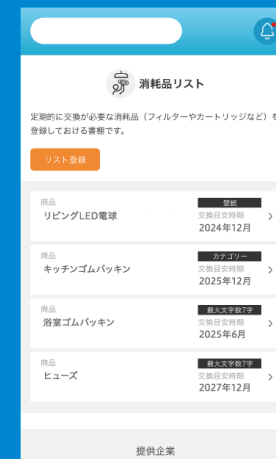 消耗品リスト
定期的に交換が必要な消耗品（フィルターやカートリッジなど）を
登録しておける書棚です。
リスト登録
商品
壁紙
リビングLED電球
交換目安時期
2024年12月
商品
カテゴリー
キッチンゴムパッキン
交換目安時期
2025年12月
商品
最大文字数7字
浴室ゴムパッキン
交換目安時期
2025年6月
商品
最大文字数7字
ヒューズ
交換目安時期
2027年12月
提供企業